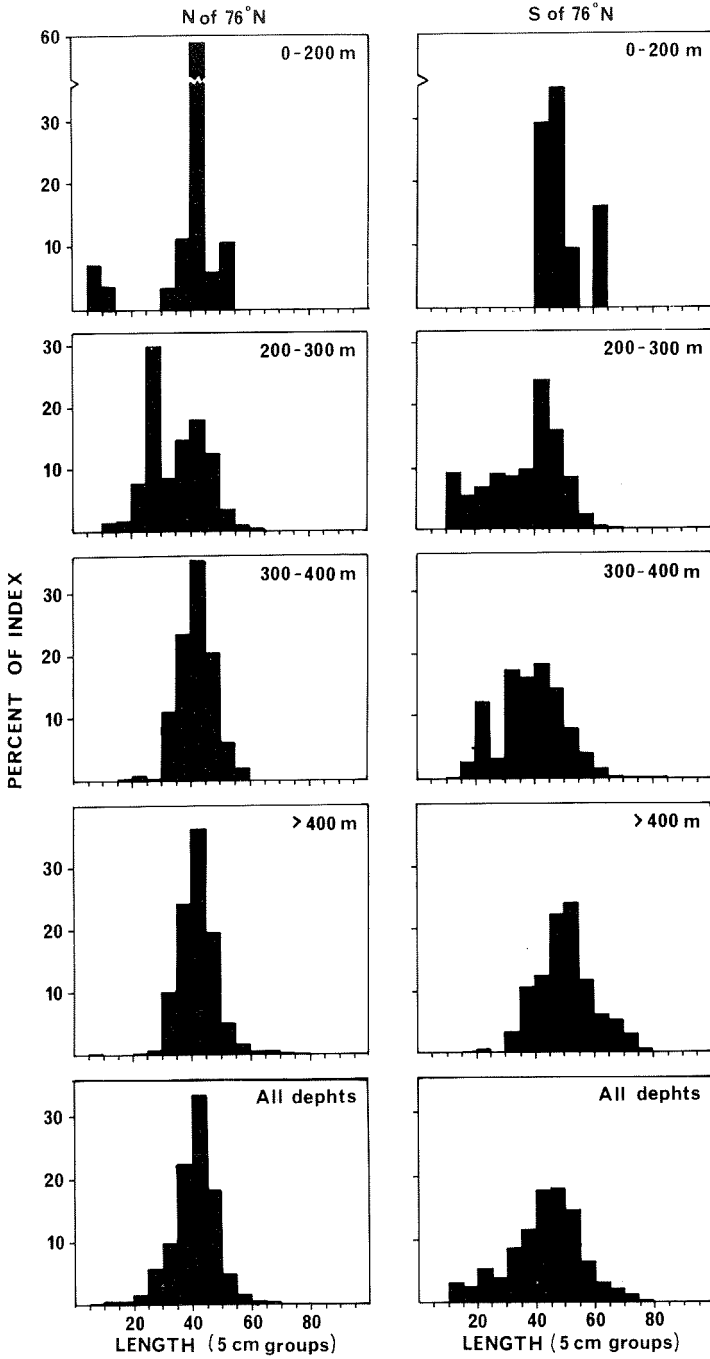 N of 76°N
S of 76°N
60
0-200 m
0-200 m
30
20
10
30
200-300 m
200-300 m
20
10
PERCENT OF INDEX
300-400 m
300-400 m
30
20
10
>400 m
>400 m
30
20
10
All dephts
All dephts
30
20
10
20 40 60 80
20 40 60 80
LENGTH (5 cm groups)
LENGTH (5 cm groups)